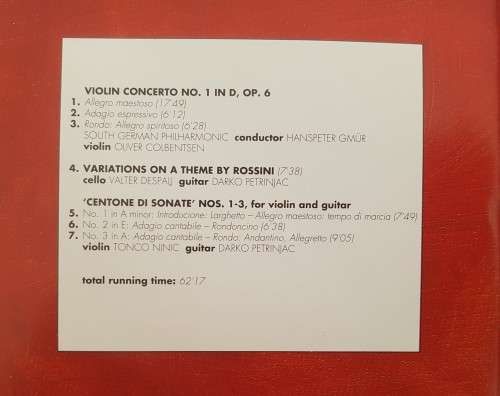 VIOLIN CONCERTO NO. 1 IN D, OP. 6
1. Allegro maestoso (17'49)
2. Adagio espressivo (6'12)
3. Rondo: Allegro spiritoso (6'28)
SOUTH GERMAN PHILHARMONIC conductor HANSPETER GMÜR
violin OLIVER COLBENTSEN
4. VARIATIONS ON A THEME BY ROSSINI (7'38)
cello VALTER DESPALJ guitar DARKO PETRINJAC
'CENTONE DI SONATE' NOS. 1-3, for violin and guitar
5. No. 1 in A minor: Introducione: Larghetto – Allegro maestoso: tempo di marcia (7'49)
6. No. 2 in E: Adagio cantabile – Rondoncino (6'38)
7. No. 3 in A: Adagio cantabile – Rondo: Andantino, Allegretto (9'05)
violin TONCO NINIC guitar DARKO PETRINJAC
total running time: 62'17